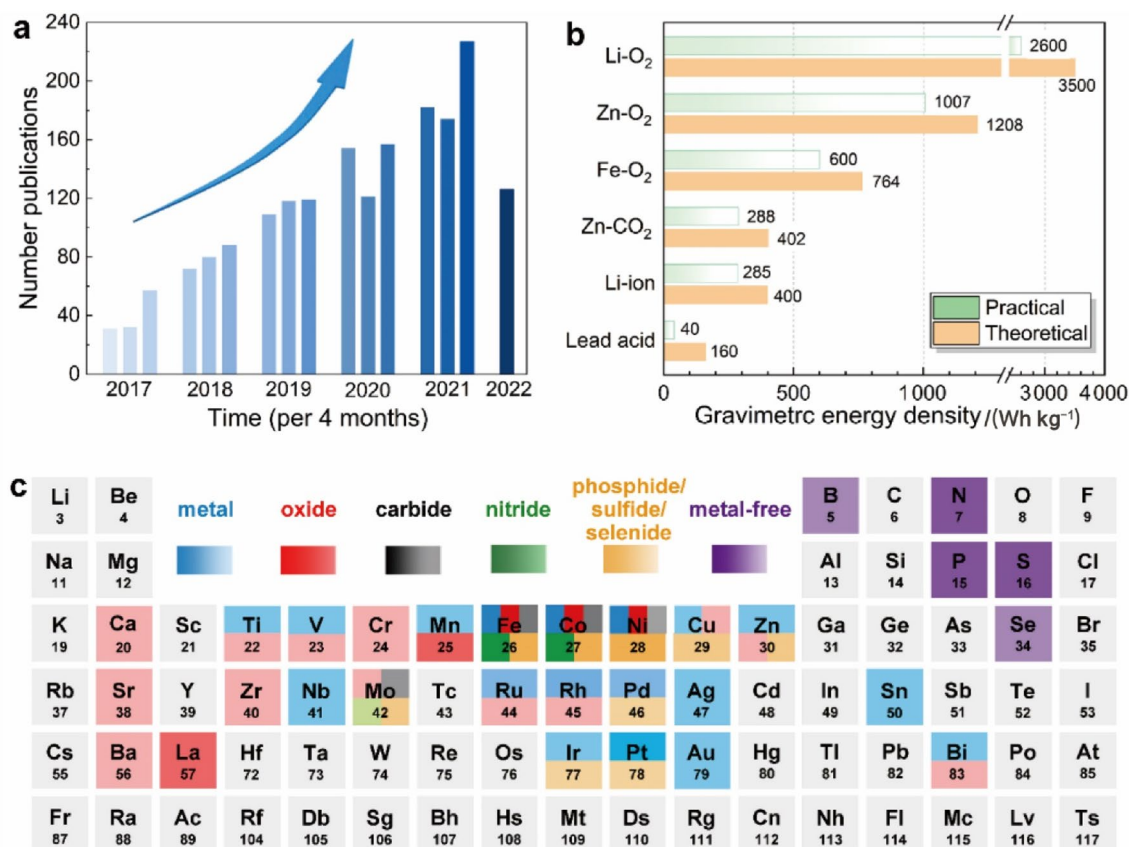 a
Number publications
240
200
160
120
80
40
0
2017 2018 2019 2020 2021 2022
Time (per 4 months)
b
Li-O₂ 2600
3500
Zn-O₂ 1007
1208
Fe-O₂ 600
764
Zn-CO₂ 288
402
Li-ion 285
400
Lead acid 40
160
Practical
Theoretical
0 500 1000 3000 4000
Gravimetrc energy density/(Wh kg⁻¹)
c
metal oxide carbide nitride phosphide/
sulfide/
selenide metal-free
Li Be B C N O F
3 4 5 6 7 8 9
Na Mg Al Si P S Cl
11 12 13 14 15 16 17
K Ca Sc Ti V Cr Mn Fe Co Ni Cu Zn Ga Ge As Se Br
19 20 21 22 23 24 25 26 27 28 29 30 31 32 33 34 35
Rb Sr Y Zr Nb Mo Tc Ru Rh Pd Ag Cd In Sn Sb Te I
37 38 39 40 41 42 43 44 45 46 47 48 49 50 51 52 53
Cs Ba La Hf Ta W Re Os Ir Pt Au Hg Tl Pb Bi Po At
55 56 57 72 73 74 75 76 77 78 79 80 81 82 83 84 85
Fr Ra Ac Rf Db Sg Bh Hs Mt Ds Rg Cn Nh Fl Mc Lv Ts
87 88 89 104 105 106 107 108 109 110 111 112 113 114 115 116 117